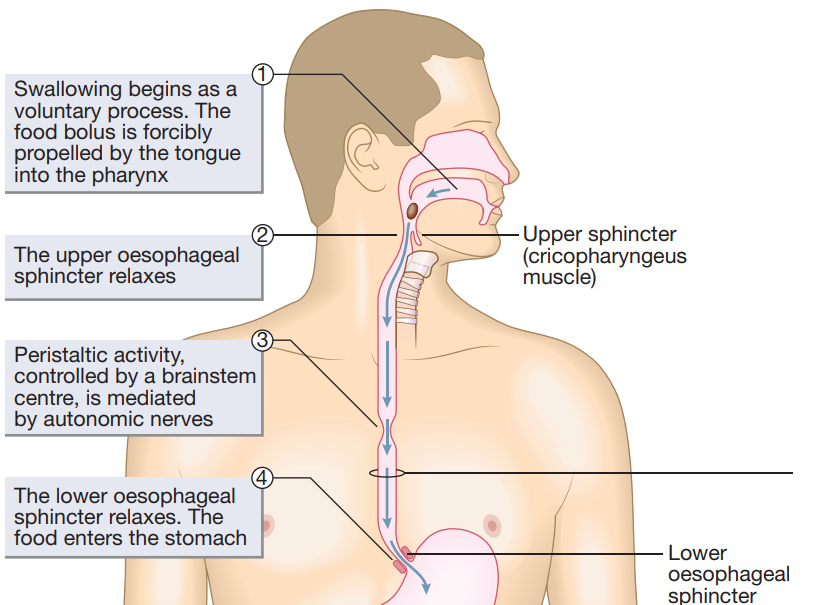 1
Swallowing begins as a
voluntary process. The
food bolus is forcibly
propelled by the tongue
into the pharynx
2
The upper oesophageal
sphincter relaxes
Upper sphincter
(cricopharyngeus
muscle)
3
Peristaltic activity,
controlled by a brainstem
centre, is mediated
by autonomic nerves
4
The lower oesophageal
sphincter relaxes. The
food enters the stomach
Lower
oesophageal
sphincter